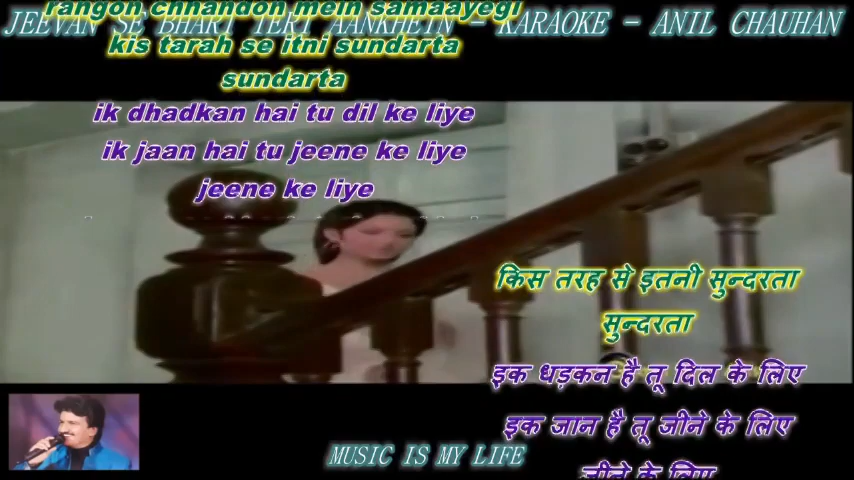 rangon chhandon mein samaayegi
JEEVAN SE BHARI TERI AANKHEIN - KARAOKE - ANIL CHAUHAN
kis tarah se itni sundarta
sundarta
ik dhadkan hai tu dil ke liye
ik jaan hai tu jeene ke liye
jeene ke liye
किस तरह से इतनी सुन्दरता
सुन्दरता
इक धड़कन है तू दिल के लिए
इक जान है तू जीने के लिए
जीने के लिए
MUSIC IS MY LIFE